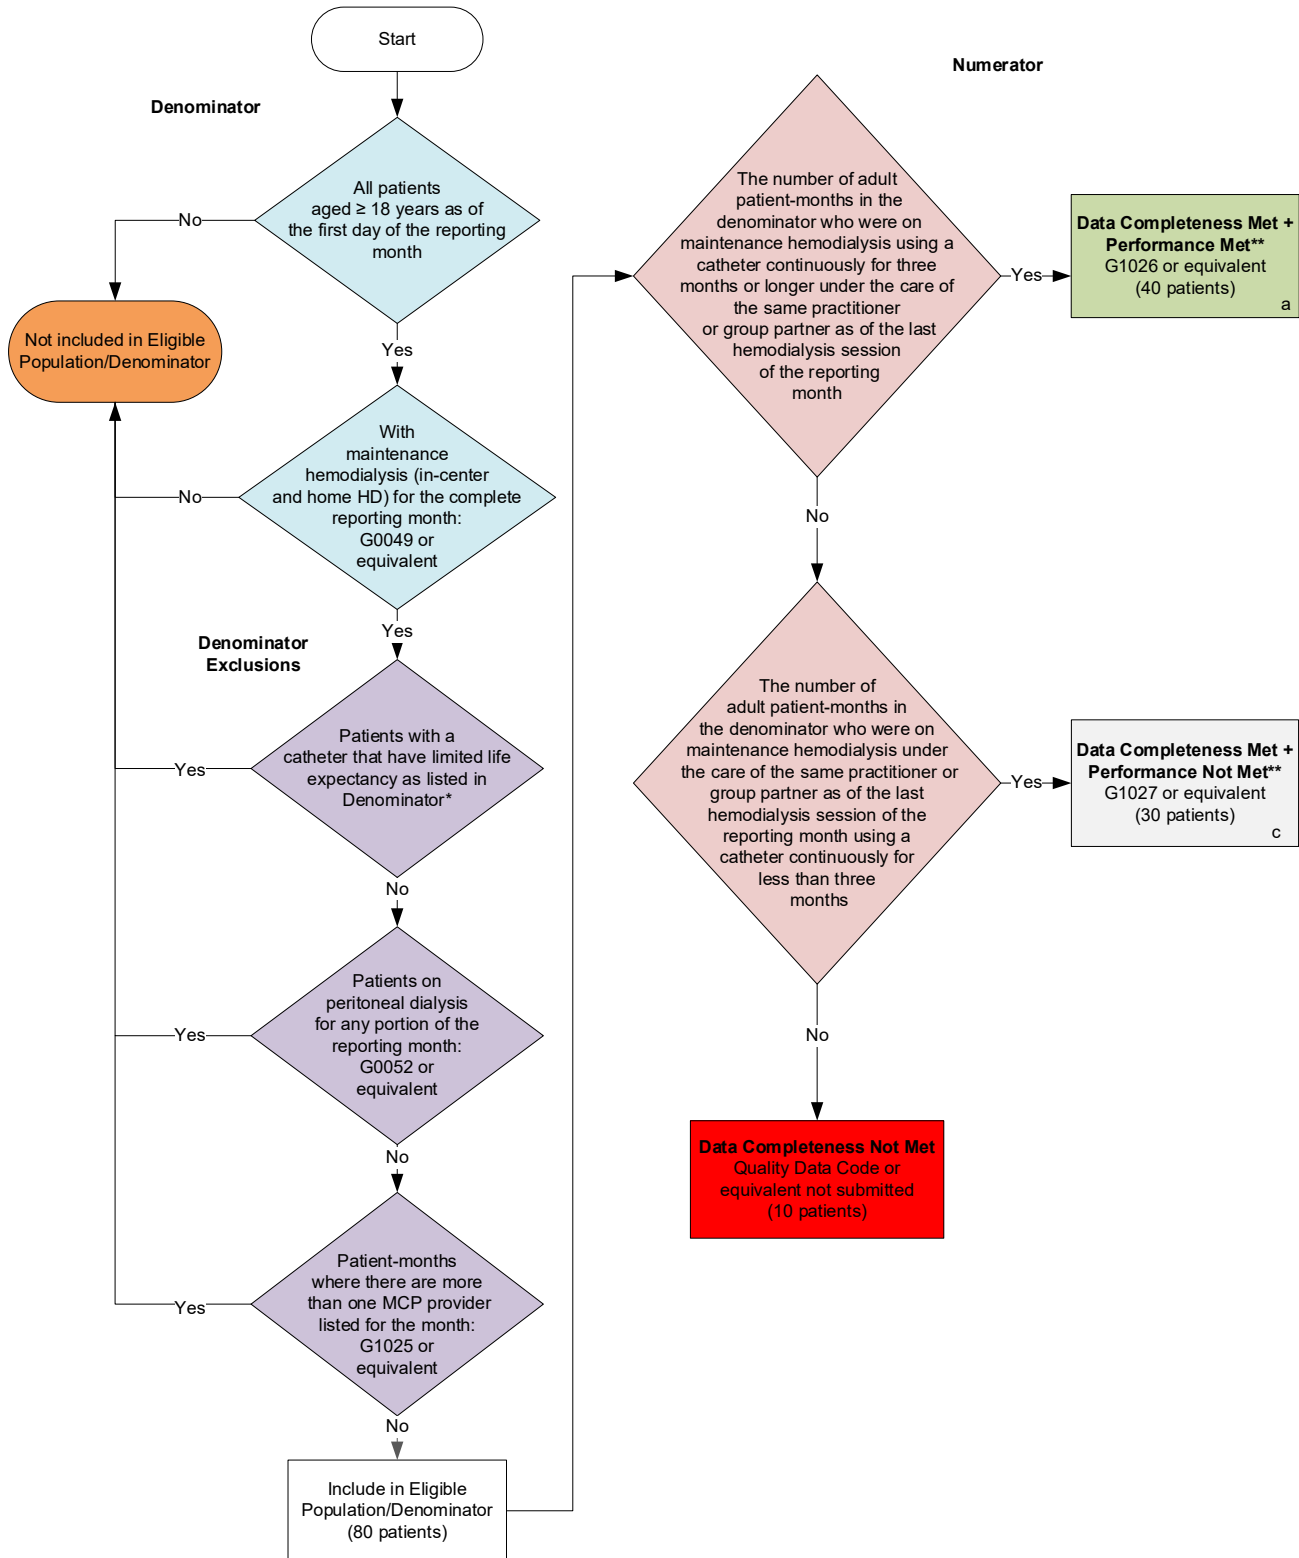 Start
Denominator
All patients
aged ≥ 18 years as of
the first day of the reporting
month
No
Not included in Eligible
Population/Denominator
Yes
With
maintenance
hemodialysis (in-center
and home HD) for the complete
reporting month:
G0049 or
equivalent
No
Yes
Denominator
Exclusions
Patients with a
catheter that have limited life
expectancy as listed in
Denominator*
Yes
No
Patients on
peritoneal dialysis
for any portion of the
reporting month:
G0052 or
equivalent
Yes
No
Patient-months
where there are more
than one MCP provider
listed for the month:
G1025 or
equivalent
Yes
No
Include in Eligible
Population/Denominator
(80 patients)
Numerator
The number of adult
patient-months in the
denominator who were on
maintenance hemodialysis using a
catheter continuously for three
months or longer under the care of
the same practitioner
or group partner as of the last
hemodialysis session
of the reporting
month
Yes
Data Completeness Met +
Performance Met**
G1026 or equivalent
(40 patients)
a
No
The number of
adult patient-months in
the denominator who were on
maintenance hemodialysis under
the care of the same practitioner or
group partner as of the last
hemodialysis session of the
reporting month using a
catheter continuously for
less than three
months
Yes
Data Completeness Met +
Performance Not Met**
G1027 or equivalent
(30 patients)
c
No
Data Completeness Not Met
Quality Data Code or
equivalent not submitted
(10 patients)